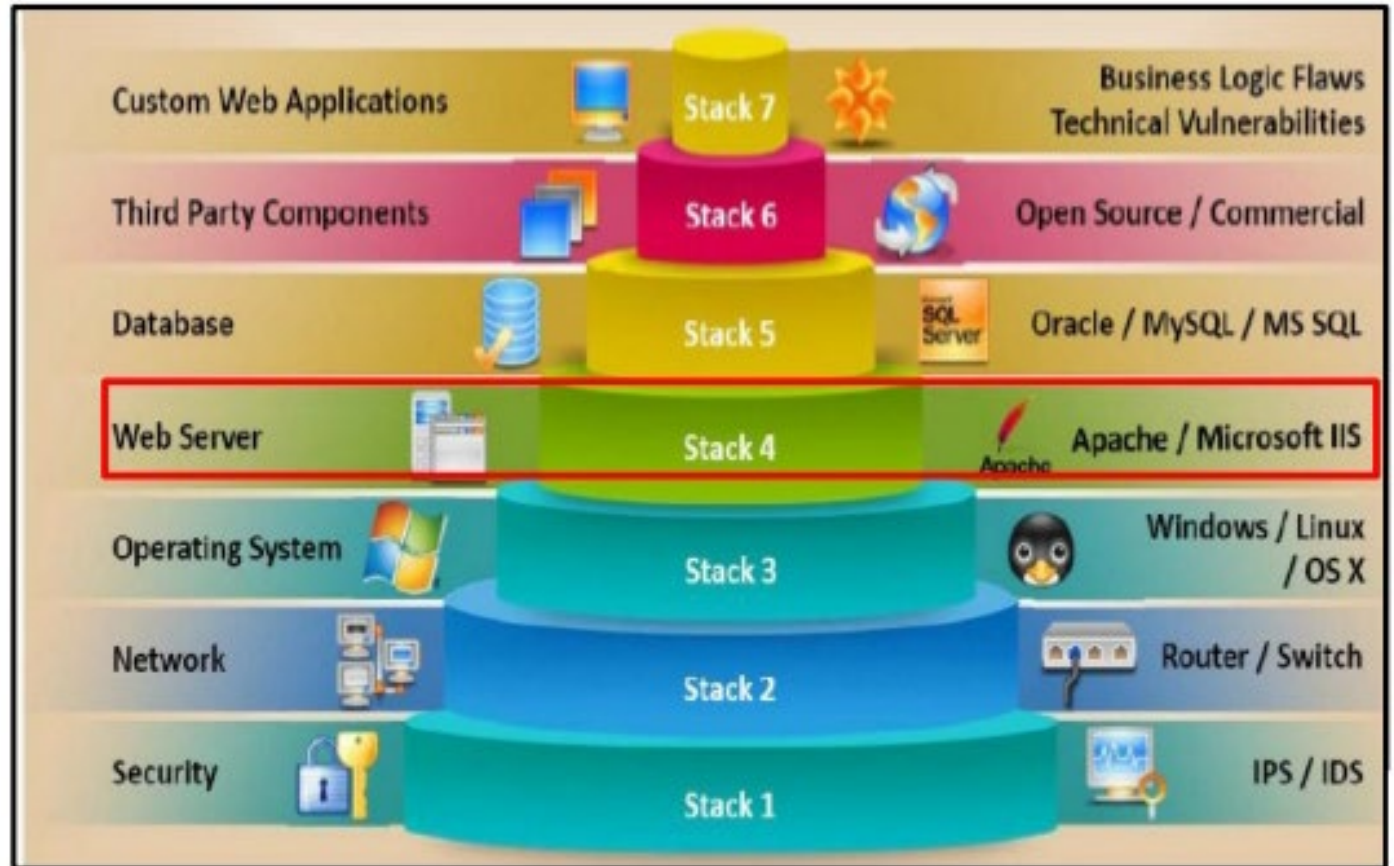 Custom Web Applications
Stack 7
Business Logic Flaws
Technical Vulnerabilities
Third Party Components
Stack 6
Open Source / Commercial
Database
Stack 5
SQL
Server
Oracle / MySQL / MS SQL
Web Server
Stack 4
Apache
Apache / Microsoft IIS
Operating System
Stack 3
Windows / Linux
/ OS X
Network
Stack 2
Router / Switch
Security
Stack 1
IPS / IDS